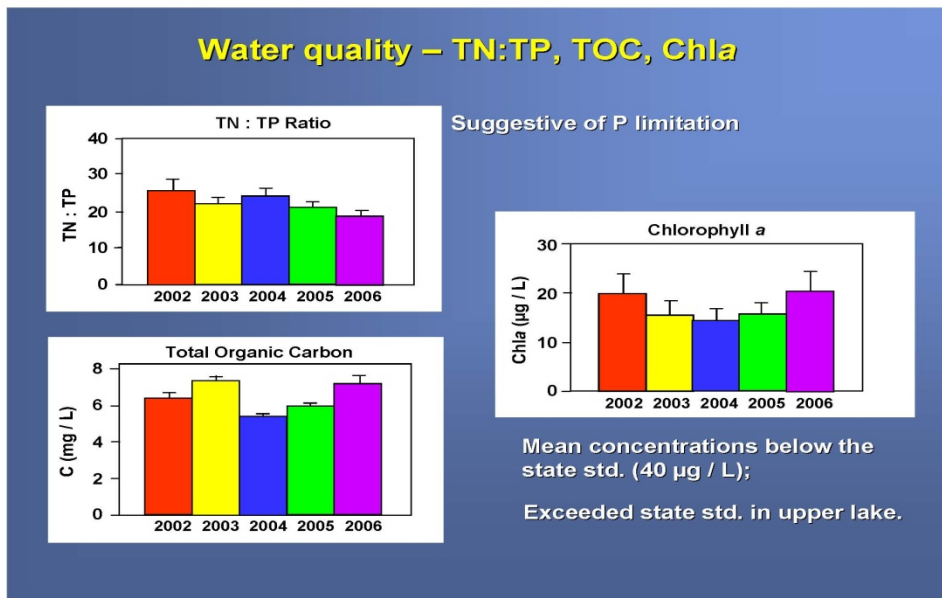 Water quality – TN:TP, TOC, Chla
TN : TP Ratio
40
30
20
10
0
TN : TP
2002 2003 2004 2005 2006
Suggestive of P limitation
Total Organic Carbon
8
6
4
2
0
C (mg / L)
2002 2003 2004 2005 2006
Chlorophyll a
30
20
10
0
Chla (µg / L)
2002 2003 2004 2005 2006
Mean concentrations below the
state std. (40 µg / L);
Exceeded state std. in upper lake.